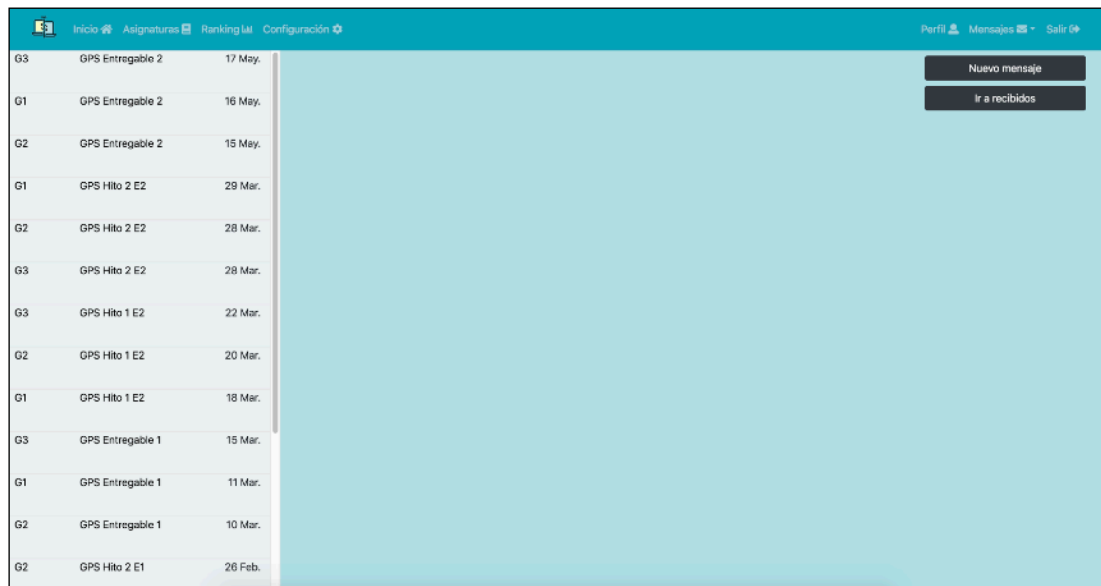 Inicio Asignaturas Ranking Configuración Perfil Mensajes Salir
Nuevo mensaje
Ir a recibidos
G3 GPS Entregable 2 17 May.
G1 GPS Entregable 2 16 May.
G2 GPS Entregable 2 15 May.
G1 GPS Hito 2 E2 29 Mar.
G2 GPS Hito 2 E2 28 Mar.
G3 GPS Hito 2 E2 28 Mar.
G3 GPS Hito 1 E2 22 Mar.
G2 GPS Hito 1 E2 20 Mar.
G1 GPS Hito 1 E2 18 Mar.
G3 GPS Entregable 1 15 Mar.
G1 GPS Entregable 1 11 Mar.
G2 GPS Entregable 1 10 Mar.
G2 GPS Hito 2 E1 26 Feb.